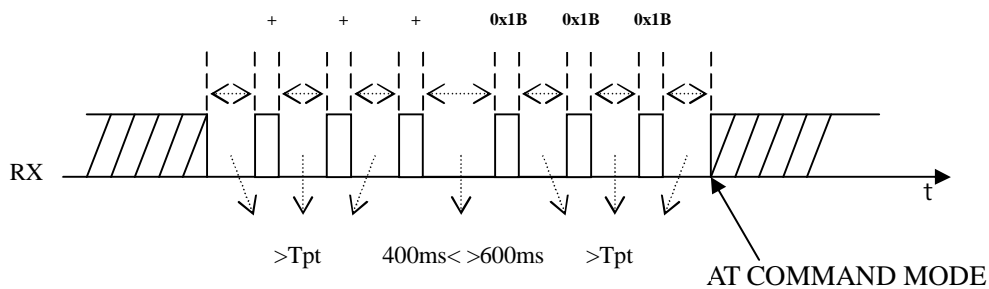 + + + 0x1B 0x1B 0x1B
RX
t
>Tpt 400ms< >600ms >Tpt
AT COMMAND MODE